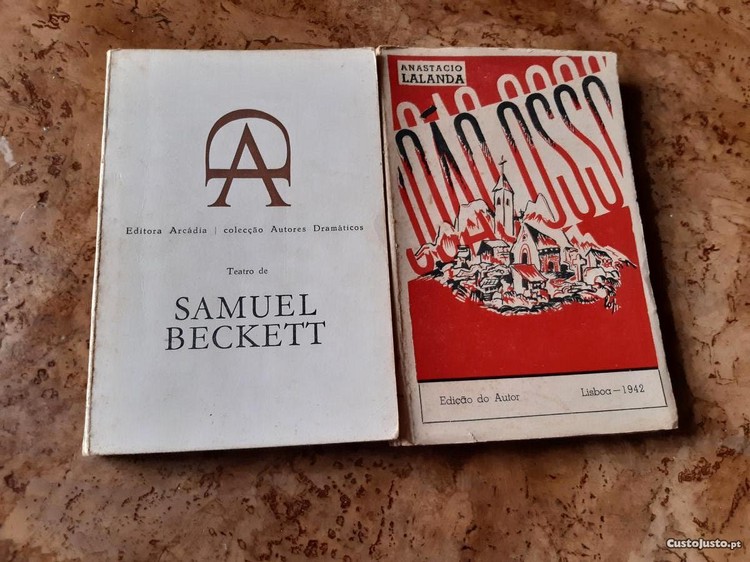 Editora Arcádia | colecção Autores Dramáticos
Teatro de
SAMUEL
BECKETT
ANASTACIO
LALANDA
OSSO
Edição do Autor
Lisboa — 1942
CustoJusto.pt